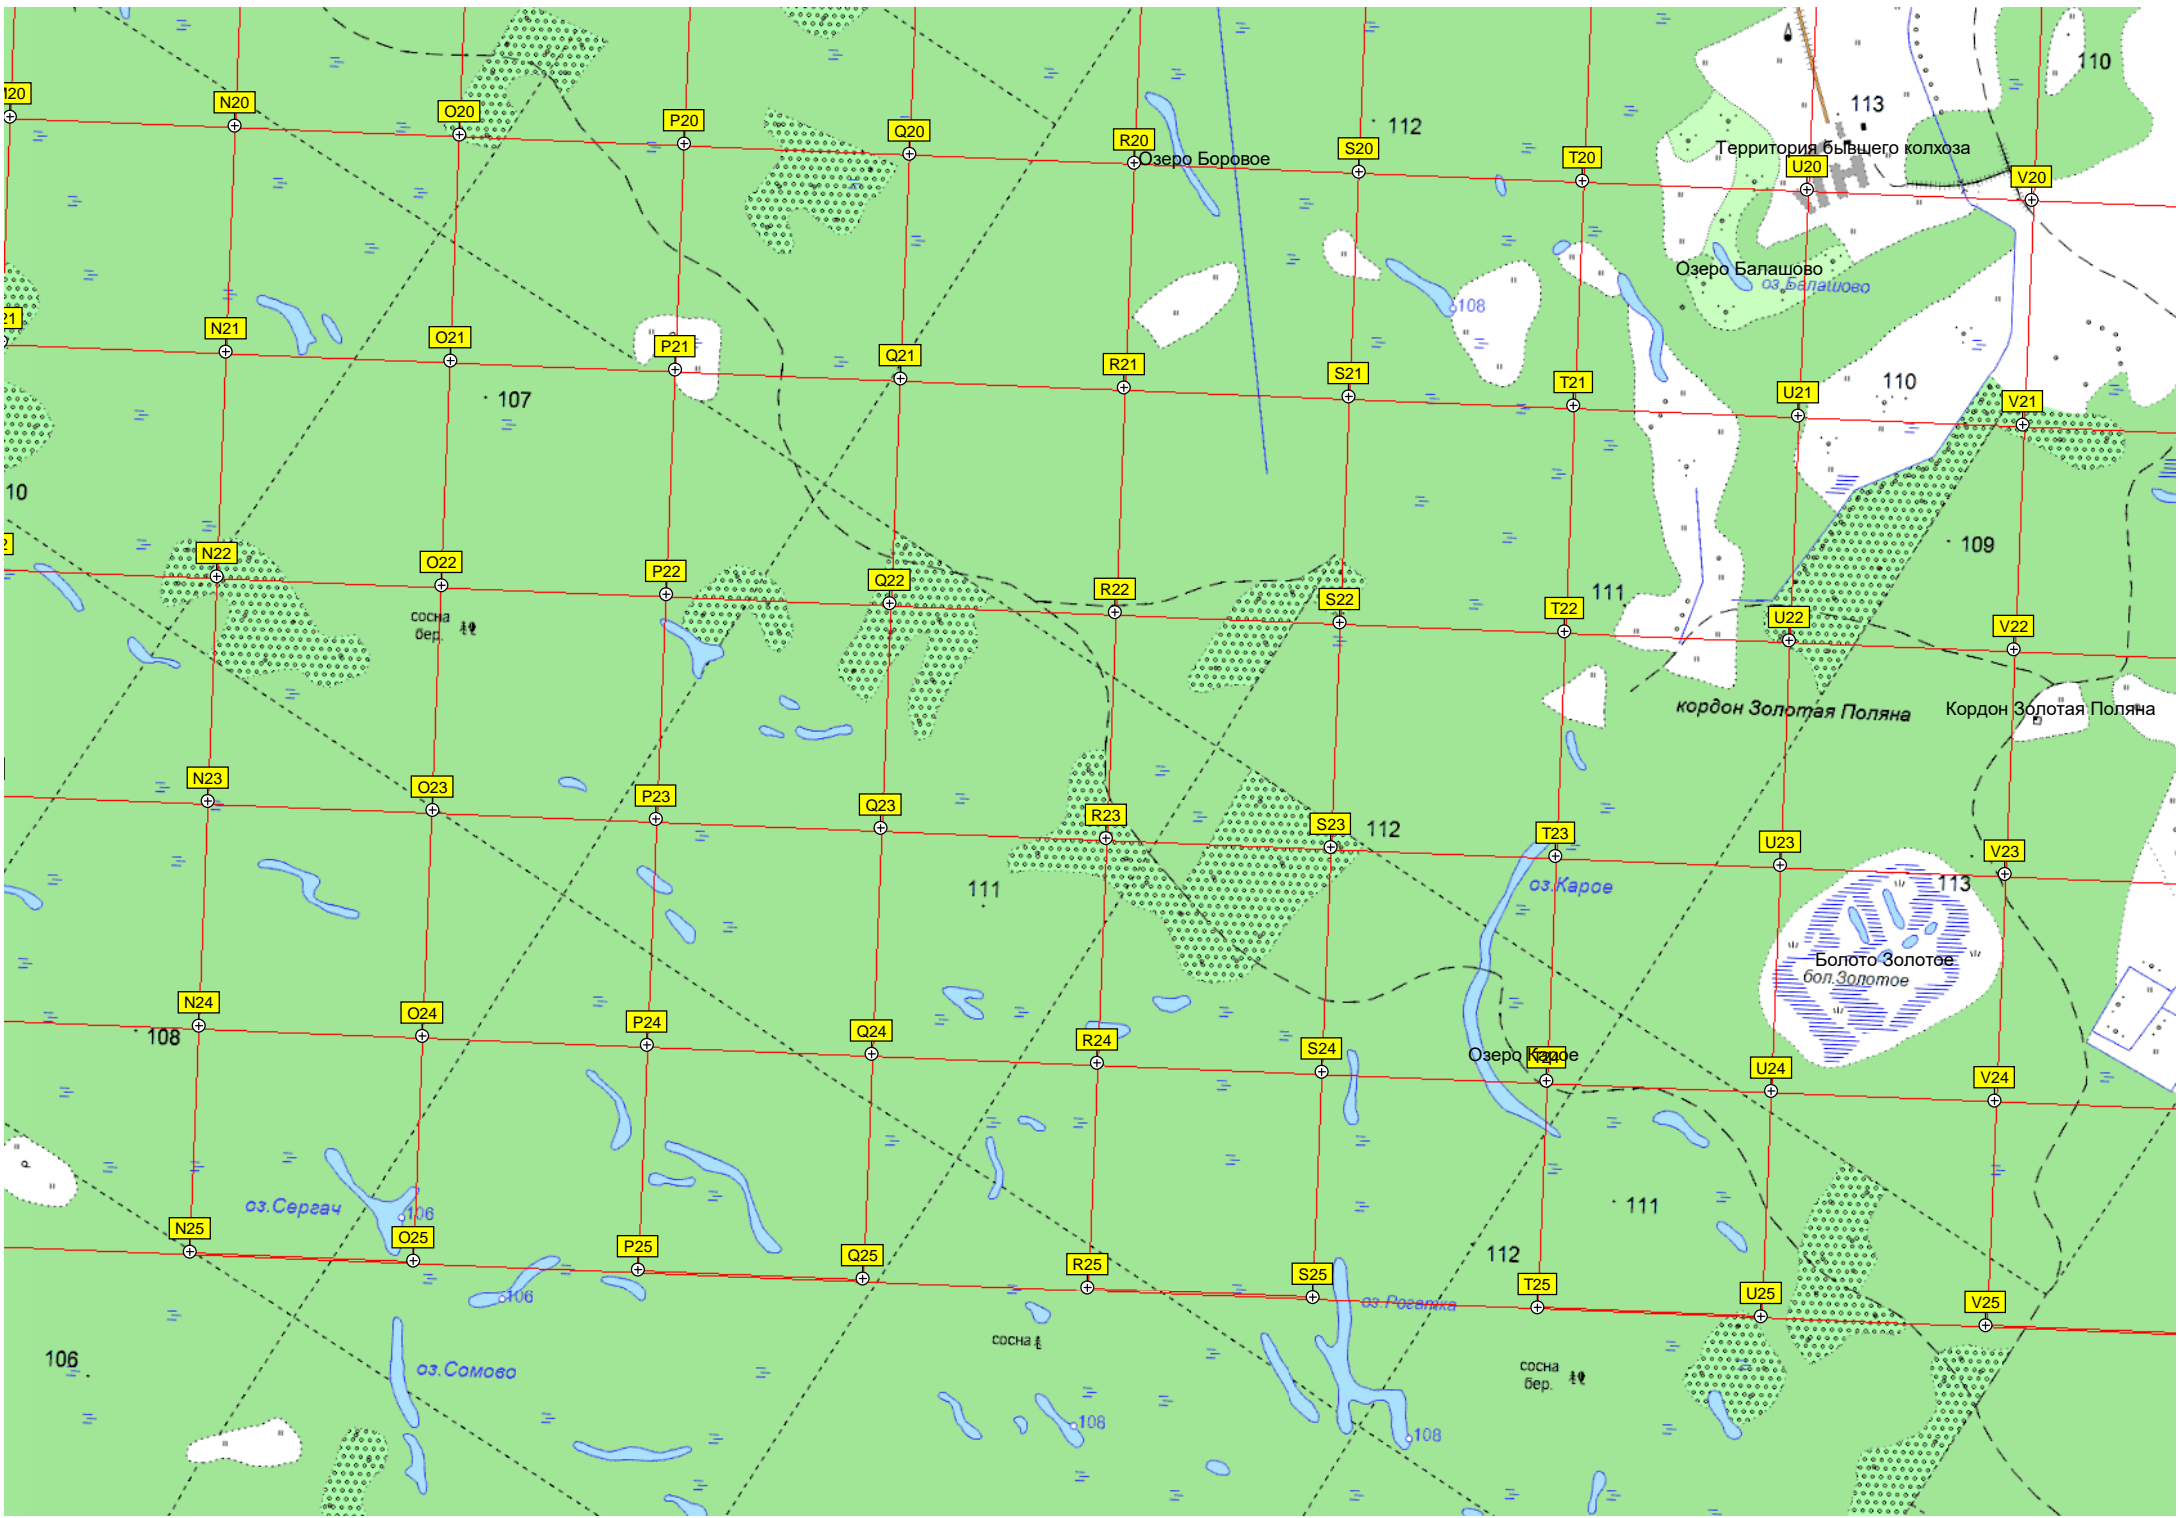 110
N20
O20
P20
Q20
R20
Озеро Боровое
112
S20
T20
113
Территория бывшего колхоза
U20
V20
N21
O21
P21
Q21
R21
S21
108
T21
Озеро Балашово
оз.Балашово
U21
110
V21
107
10
N22
O22
P22
Q22
R22
S22
T22
111
U22
109
V22
сосна
бер.
кордон Золотая Поляна
Кордон Золотая Поляна
N23
O23
P23
Q23
R23
S23
112
T23
U23
V23
оз.Карое
113
111
Болото Золотое
бол.Золотое
N24
108
O24
P24
Q24
R24
S24
Озеро Карое
U24
V24
оз.Сергач
106
111
N25
O25
P25
Q25
R25
S25
112
T25
U25
V25
106
оз.Рогатка
сосна
106
оз.Сомово
сосна
бер.
108
108